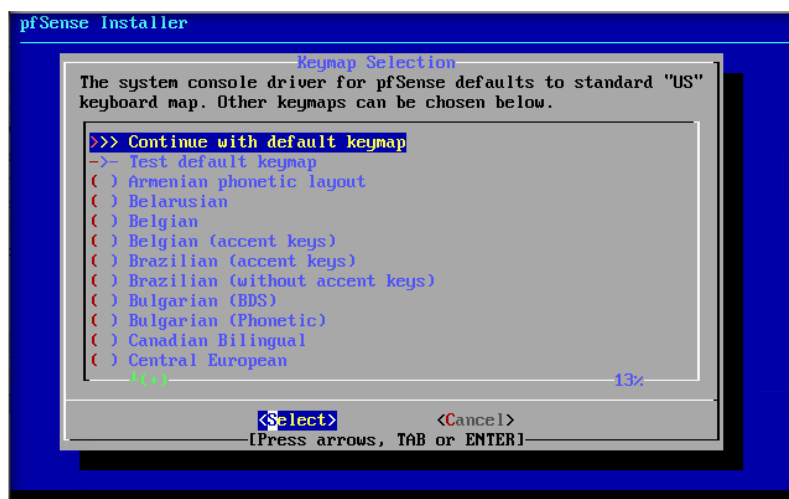 pfSense Installer
Keymap Selection
The system console driver for pfSense defaults to standard "US"
keyboard map. Other keymaps can be chosen below.
>>> Continue with default keymap
->- Test default keymap
( ) Armenian phonetic layout
( ) Belarusian
( ) Belgian
( ) Belgian (accent keys)
( ) Brazilian (accent keys)
( ) Brazilian (without accent keys)
( ) Bulgarian (BDS)
( ) Bulgarian (Phonetic)
( ) Canadian Bilingual
( ) Central European
┴(+) 13%
<Select> <Cancel>
[Press arrows, TAB or ENTER]